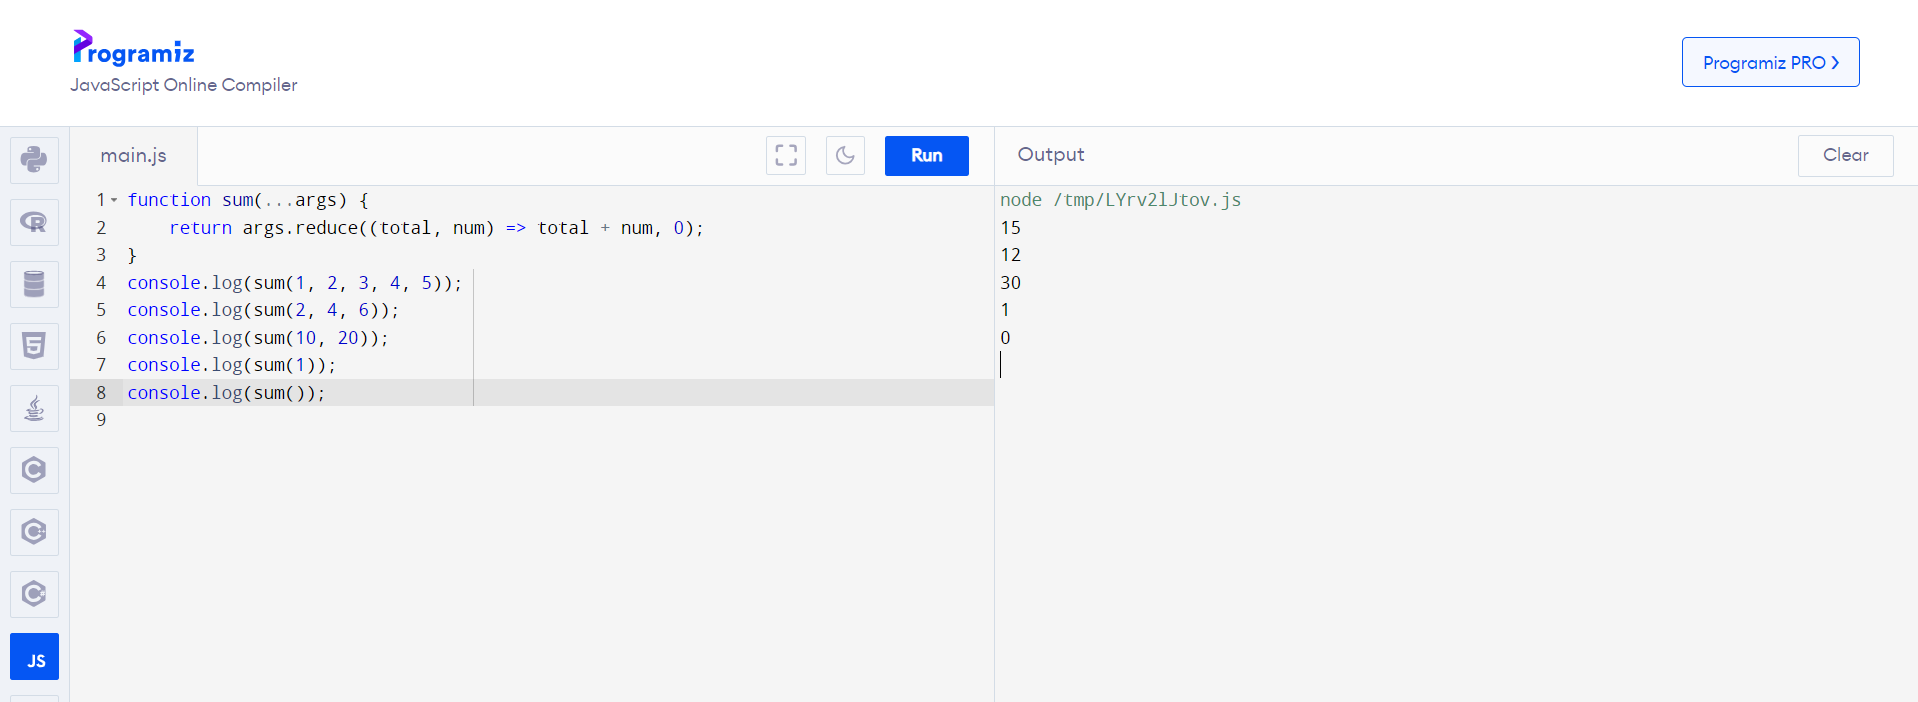 Programiz
JavaScript Online Compiler
Programiz PRO >
main.js
Run
Output
Clear
1 function sum(...args) {
2     return args.reduce((total, num) => total + num, 0);
3 }
4 console.log(sum(1, 2, 3, 4, 5));
5 console.log(sum(2, 4, 6));
6 console.log(sum(10, 20));
7 console.log(sum(1));
8 console.log(sum());
9
node /tmp/LYrv2lJtov.js
15
12
30
1
0
R
5
C
C
C
JS